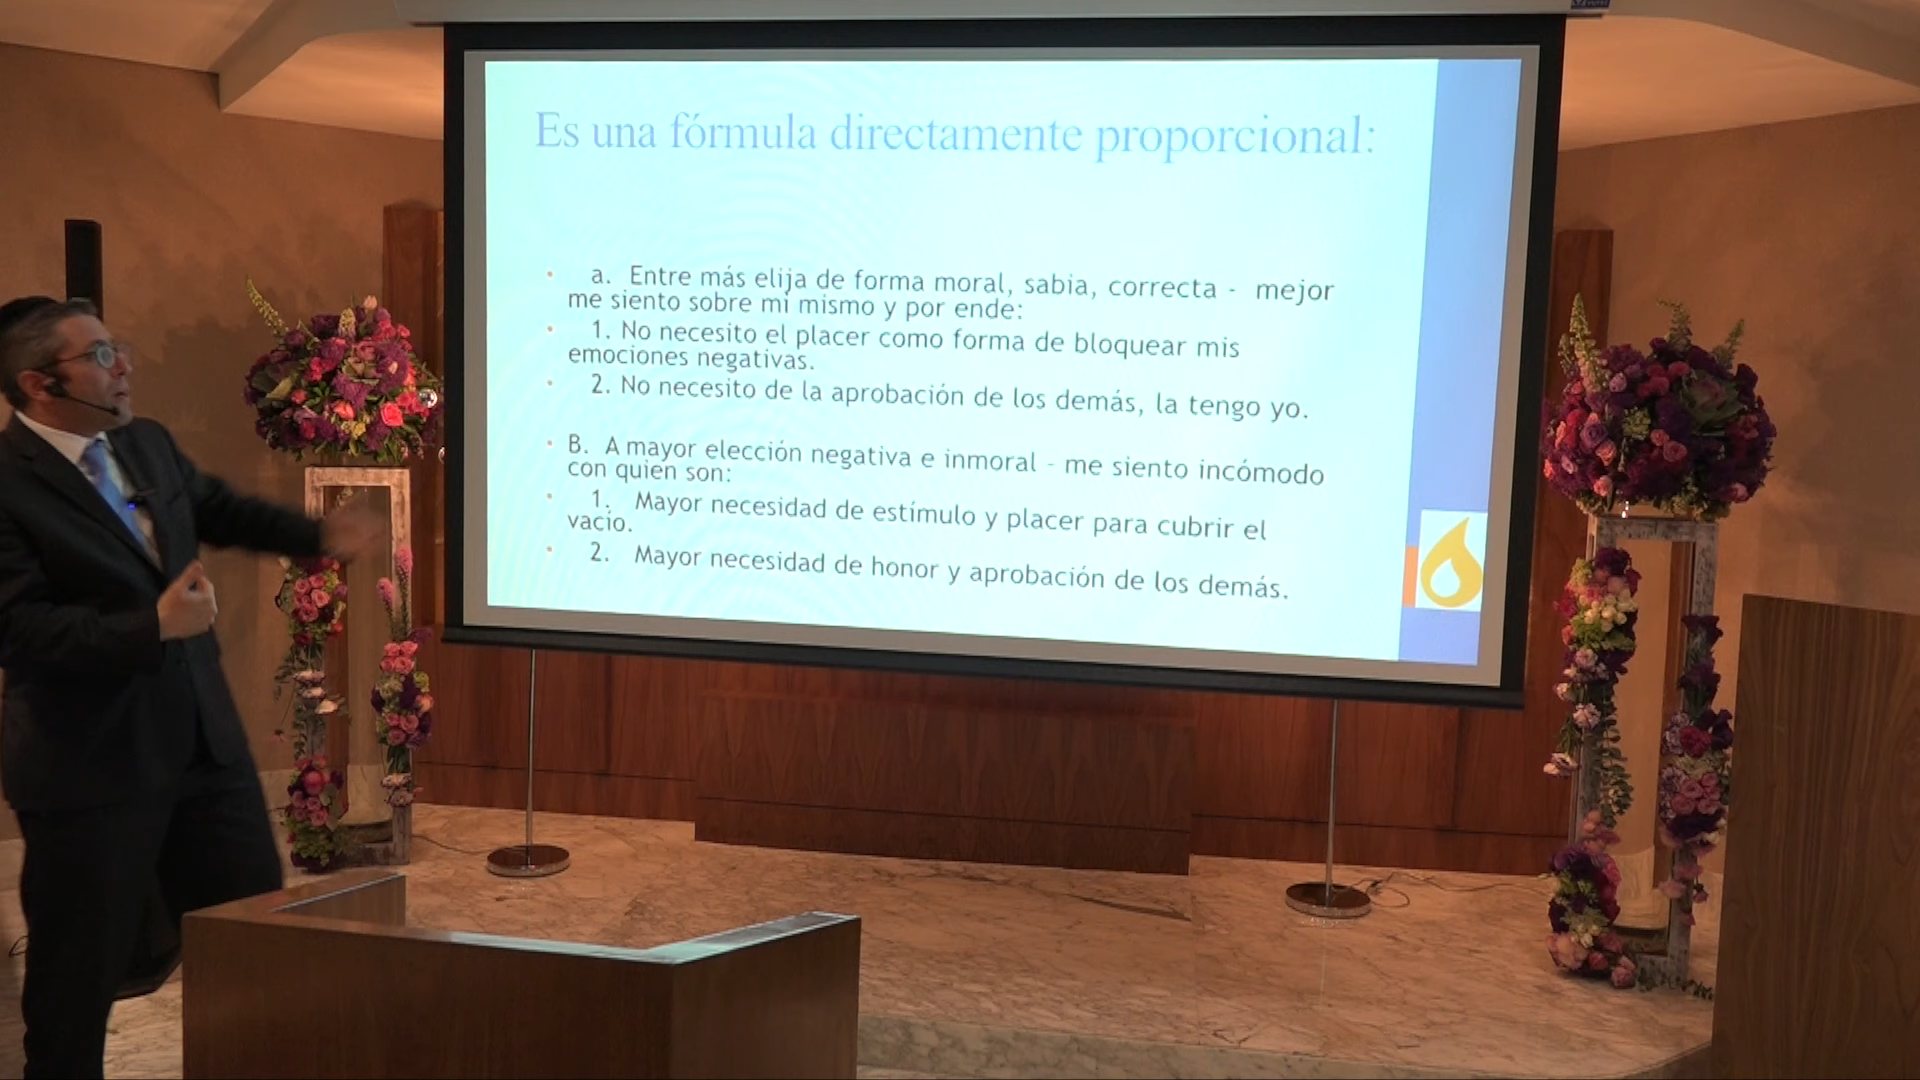 Es una fórmula directamente proporcional:
a. Entre más elija de forma moral, sabia, correcta - mejor
me siento sobre mí mismo y por ende:
1. No necesito el placer como forma de bloquear mis
emociones negativas.
2. No necesito de la aprobación de los demás, la tengo yo.
B. A mayor elección negativa e inmoral - me siento incómodo
con quien son:
1. Mayor necesidad de estímulo y placer para cubrir el
vacío.
2. Mayor necesidad de honor y aprobación de los demás.